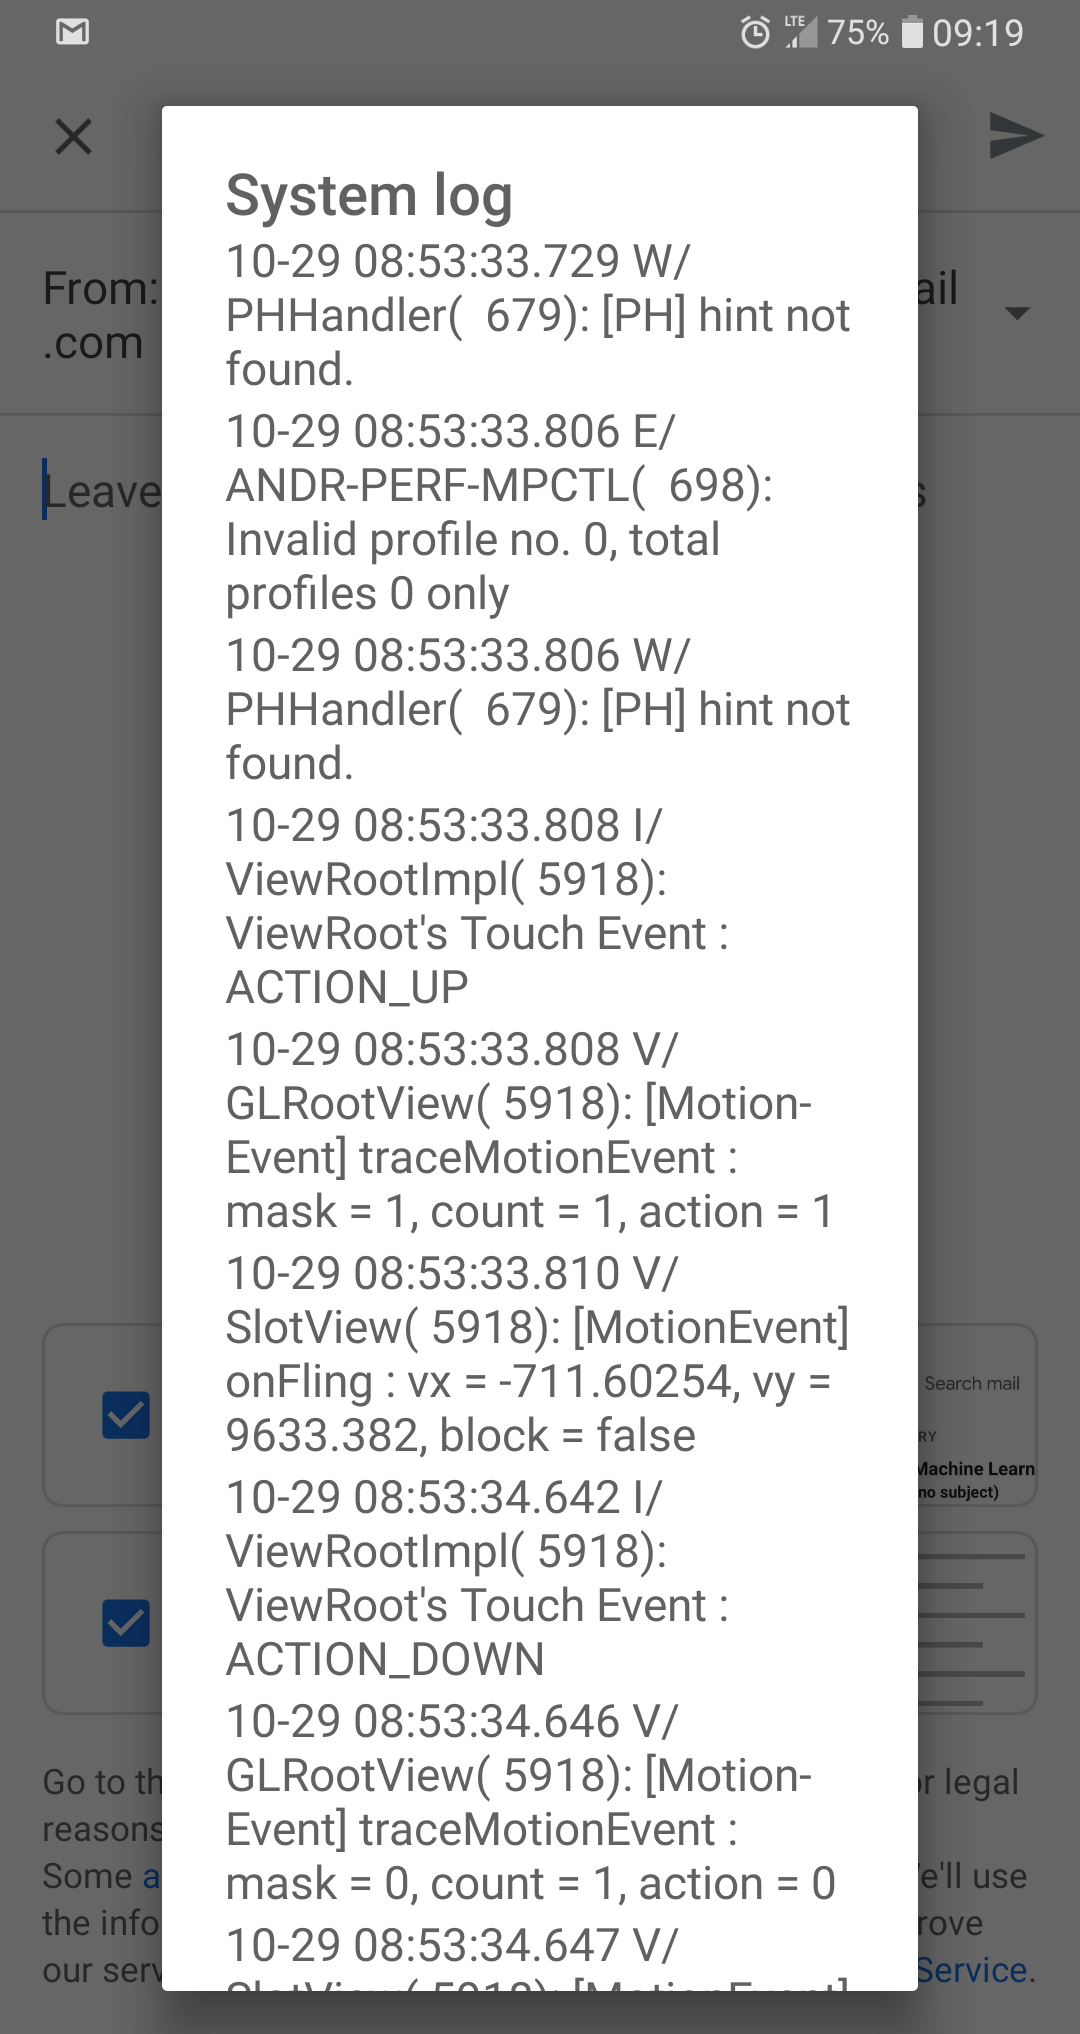 LTE 75% 09:19
System log
10-29 08:53:33.729 W/
PHHandler(  679): [PH] hint not
found.
10-29 08:53:33.806 E/
ANDR-PERF-MPCTL(  698):
Invalid profile no. 0, total
profiles 0 only
10-29 08:53:33.806 W/
PHHandler(  679): [PH] hint not
found.
10-29 08:53:33.808 I/
ViewRootImpl( 5918):
ViewRoot's Touch Event :
ACTION_UP
10-29 08:53:33.808 V/
GLRootView( 5918): [Motion-
Event] traceMotionEvent :
mask = 1, count = 1, action = 1
10-29 08:53:33.810 V/
SlotView( 5918): [MotionEvent]
onFling : vx = -711.60254, vy =
9633.382, block = false
10-29 08:53:34.642 I/
ViewRootImpl( 5918):
ViewRoot's Touch Event :
ACTION_DOWN
10-29 08:53:34.646 V/
GLRootView( 5918): [Motion-
Event] traceMotionEvent :
mask = 0, count = 1, action = 0
10-29 08:53:34.647 V/
SlotView( 5918): [MotionEvent]
From: ail
.com
Leave s
Search mail
RY
Machine Learn
no subject)
Go to th or legal
reasons
Some a e'll use
the info rove
our serv Service.